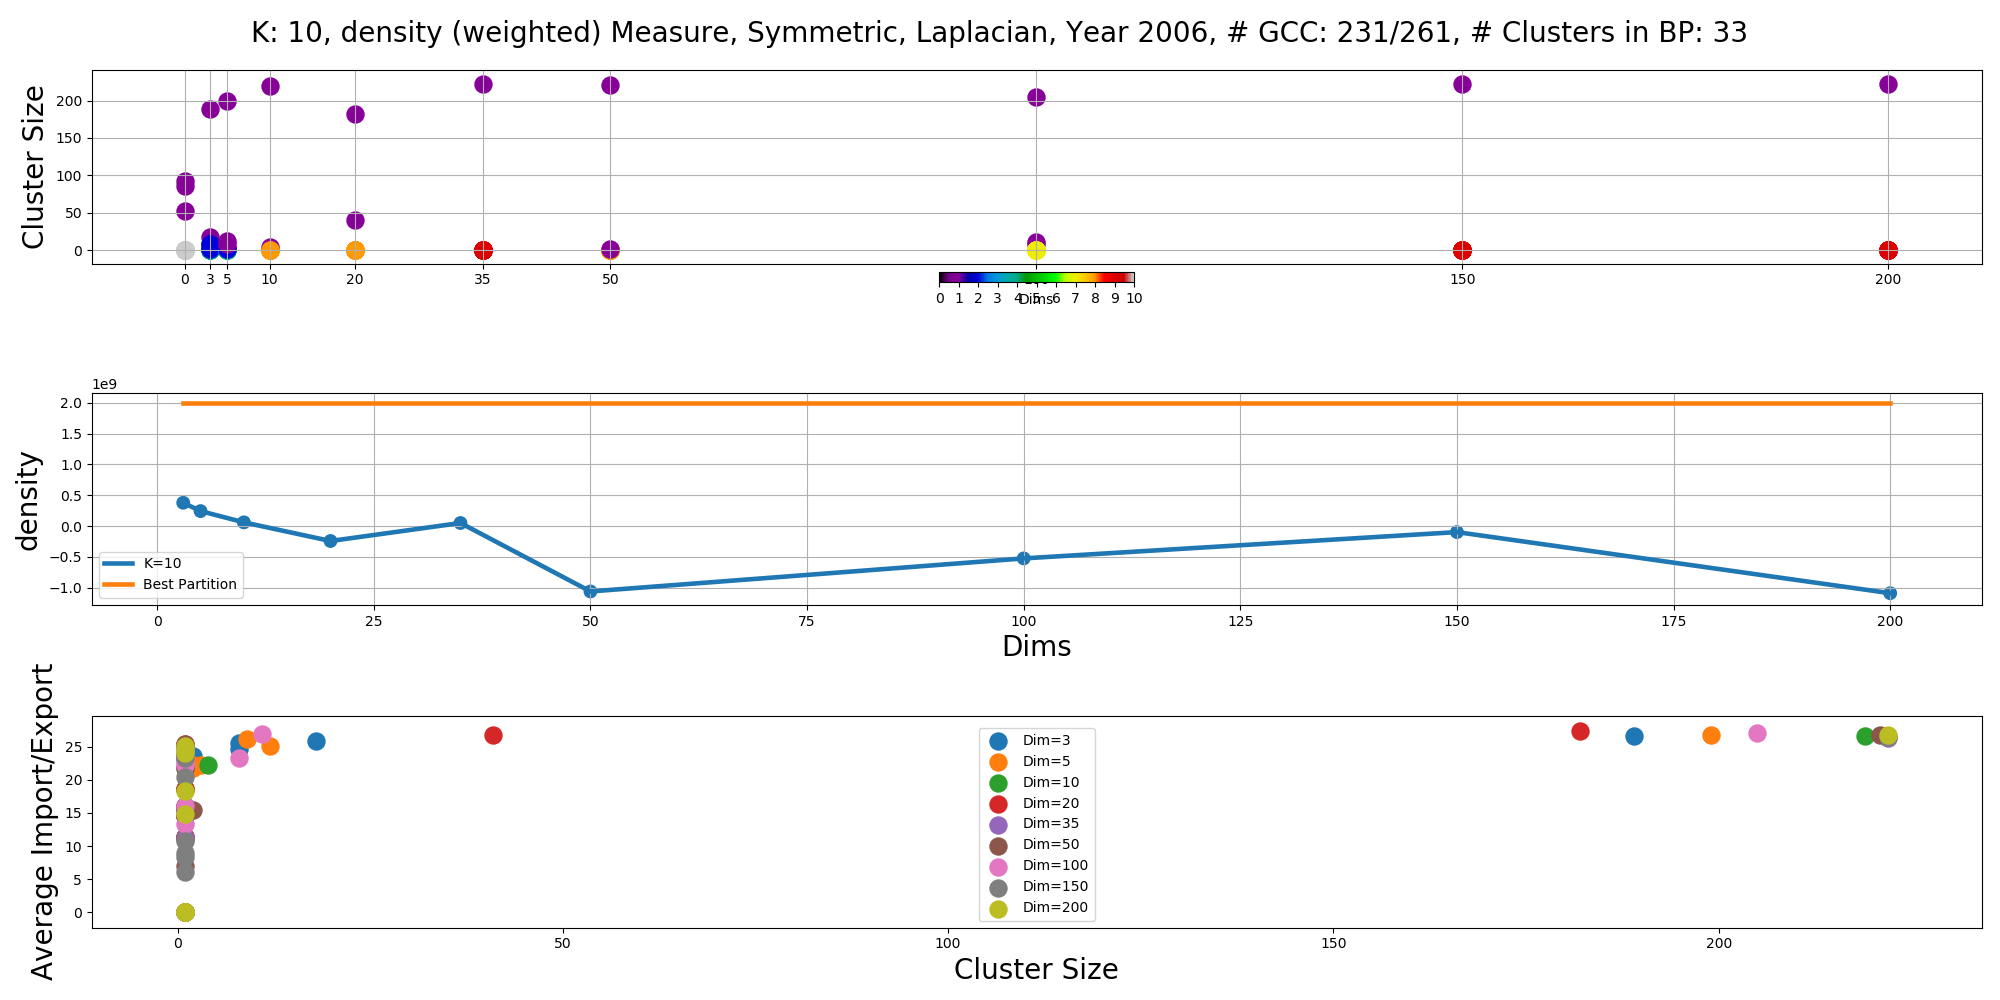 K: 10, density (weighted) Measure, Symmetric, Laplacian, Year 2006, # GCC: 231/261, # Clusters in BP: 33
Cluster Size
200
150
100
50
0
0 3 5 10 20 35 50 150 200
0 1 2 3 4 5 6 7 8 9 10
Dims
1e9
density
2.0
1.5
1.0
0.5
0.0
−0.5
−1.0
K=10
Best Partition
0 25 50 75 100 125 150 175 200
Dims
Average Import/Export
25
20
15
10
5
0
Dim=3
Dim=5
Dim=10
Dim=20
Dim=35
Dim=50
Dim=100
Dim=150
Dim=200
0 50 100 150 200
Cluster Size